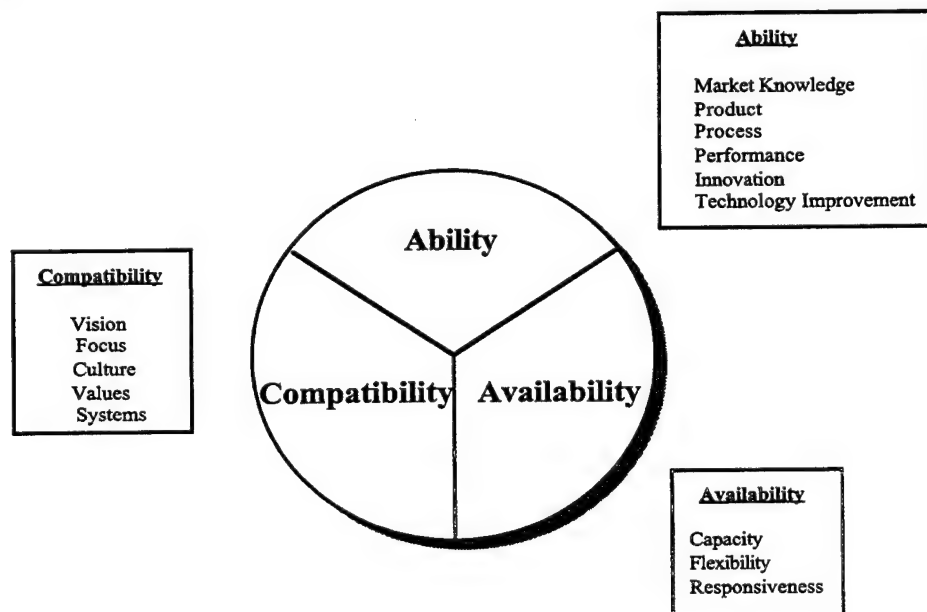 Ability
Market Knowledge
Product
Process
Performance
Innovation
Technology Improvement
Ability
Compatibility
Availability
Compatibility
Vision
Focus
Culture
Values
Systems
Availability
Capacity
Flexibility
Responsiveness